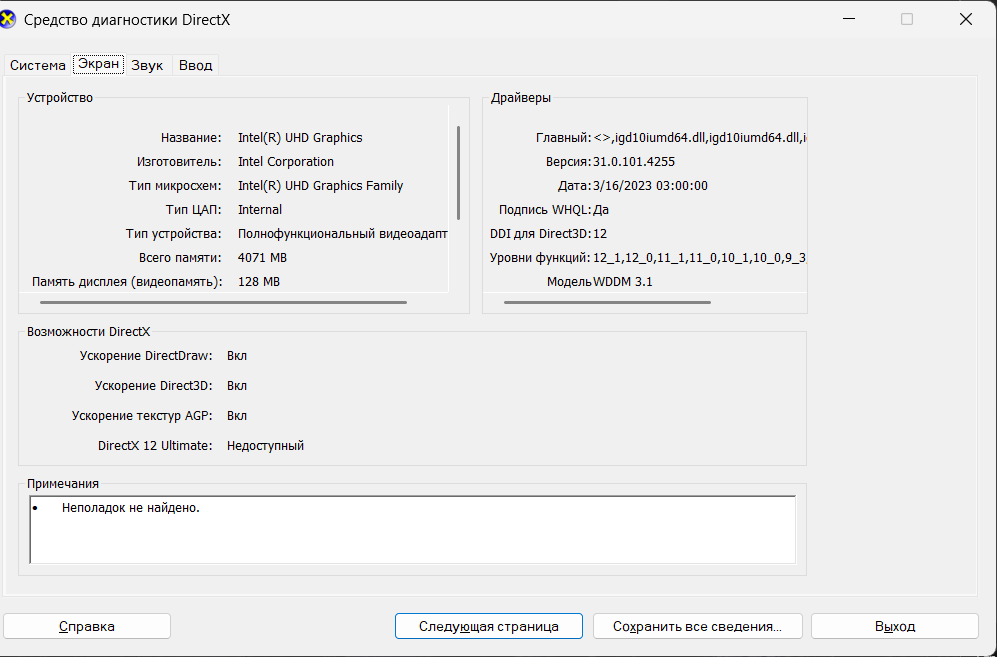 Средство диагностики DirectX
Система Экран Звук Ввод
Устройство
Название: Intel(R) UHD Graphics
Изготовитель: Intel Corporation
Тип микросхем: Intel(R) UHD Graphics Family
Тип ЦАП: Internal
Тип устройства: Полнофункциональный видеоадапт
Всего памяти: 4071 MB
Память дисплея (видеопамять): 128 MB
Драйверы
Главный: <>,igd10iumd64.dll,igd10iumd64.dll,i
Версия: 31.0.101.4255
Дата: 3/16/2023 03:00:00
Подпись WHQL: Да
DDI для Direct3D: 12
Уровни функций: 12_1,12_0,11_1,11_0,10_1,10_0,9_3
Модель WDDM 3.1
Возможности DirectX
Ускорение DirectDraw: Вкл
Ускорение Direct3D: Вкл
Ускорение текстур AGP: Вкл
DirectX 12 Ultimate: Недоступный
Примечания
• Неполадок не найдено.
Справка Следующая страница Сохранить все сведения... Выход